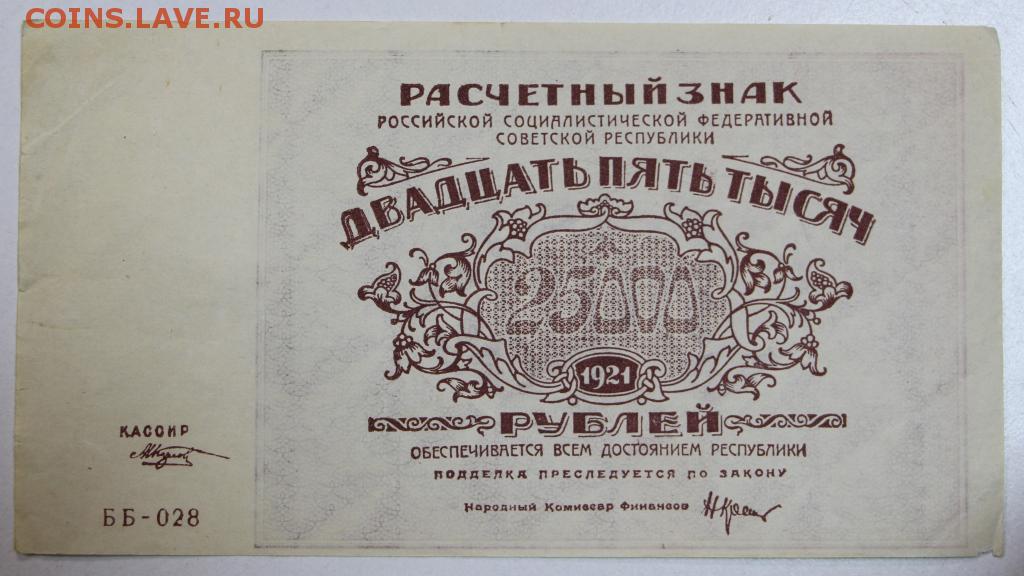 COINS.LAVE.RU
РАСЧЕТНЫЙ ЗНАК
РОССИЙСКОЙ СОЦИАЛИСТИЧЕСКОЙ ФЕДЕРАТИВНОЙ
СОВЕТСКОЙ РЕСПУБЛИКИ
ДВАДЦАТЬ ПЯТЬ ТЫСЯЧ
25000
1921
РУБЛЕЙ
ОБЕСПЕЧИВАЕТСЯ ВСЕМ ДОСТОЯНИЕМ РЕСПУБЛИКИ
ПОДДЕЛКА ПРЕСЛЕДУЕТСЯ ПО ЗАКОНУ
Народный Комиссар Финансов
КАССИР
ББ-028